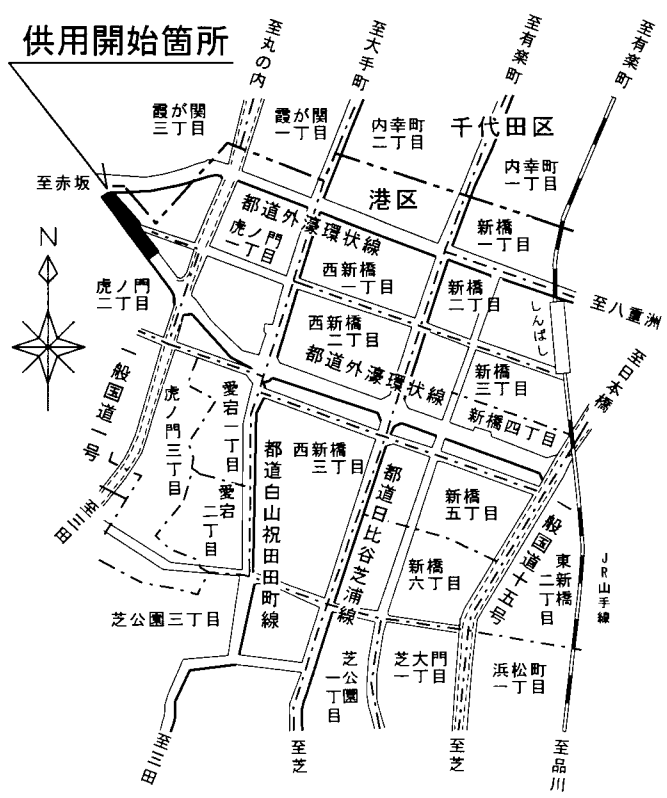 供用開始箇所
至丸の内
至大手町
至有楽町
至有楽町
霞が関
三丁目
霞が関
一丁目
内幸町
二丁目
千代田区
内幸町
一丁目
至赤坂
港区
都道外濠環状線
虎ノ門
一丁目
新橋
一丁目
N
西新橋
一丁目
新橋
二丁目
虎ノ門
二丁目
至八重洲
しんばし
西新橋
二丁目
都道外濠環状線
至日本橋
新橋
三丁目
一般国道一号
虎ノ門三丁目
愛宕一丁目
新橋四丁目
都道白山祝田田町線
西新橋
三丁目
都道日比谷芝浦線
愛宕
二丁目
新橋
五丁目
一般国道十五号
至三田
新橋
六丁目
東新橋
二丁目
JR山手線
芝公園三丁目
芝公園
一丁目
芝大門
一丁目
浜松町
一丁目
至三田
至芝
至芝
至品川